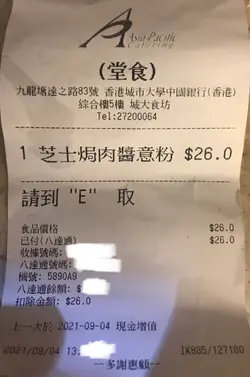 Asia Pacific
Catering
(堂食)
九龍塘達之路83號 香港城市大學中國銀行(香港)
綜合樓5樓 城大食坊
Tel:27200064
1 芝士焗肉醬意粉 $26.0
請到 "E" 取
食品價格 $26.0
已付(八達通) $26.0
收據號碼:
八達通號碼:
機號: 5890A9
八達通餘額: $
扣除金額: $26.0
上一次於 2021-09-04 現金增值
2021/09/04 13: IK885/127180
--多謝惠顧--